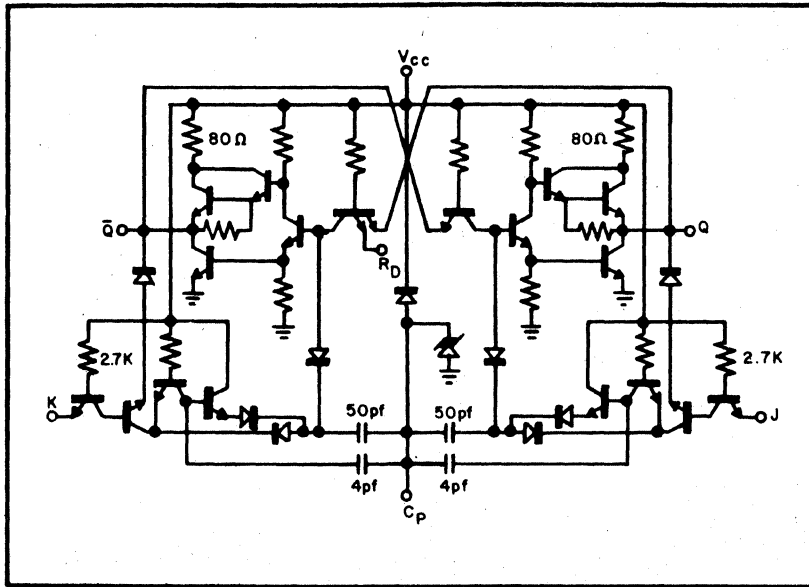 Vcc
80Ω
80Ω
Q̅
Q
RD
2.7K
2.7K
K
J
50pf
50pf
4pf
4pf
CP